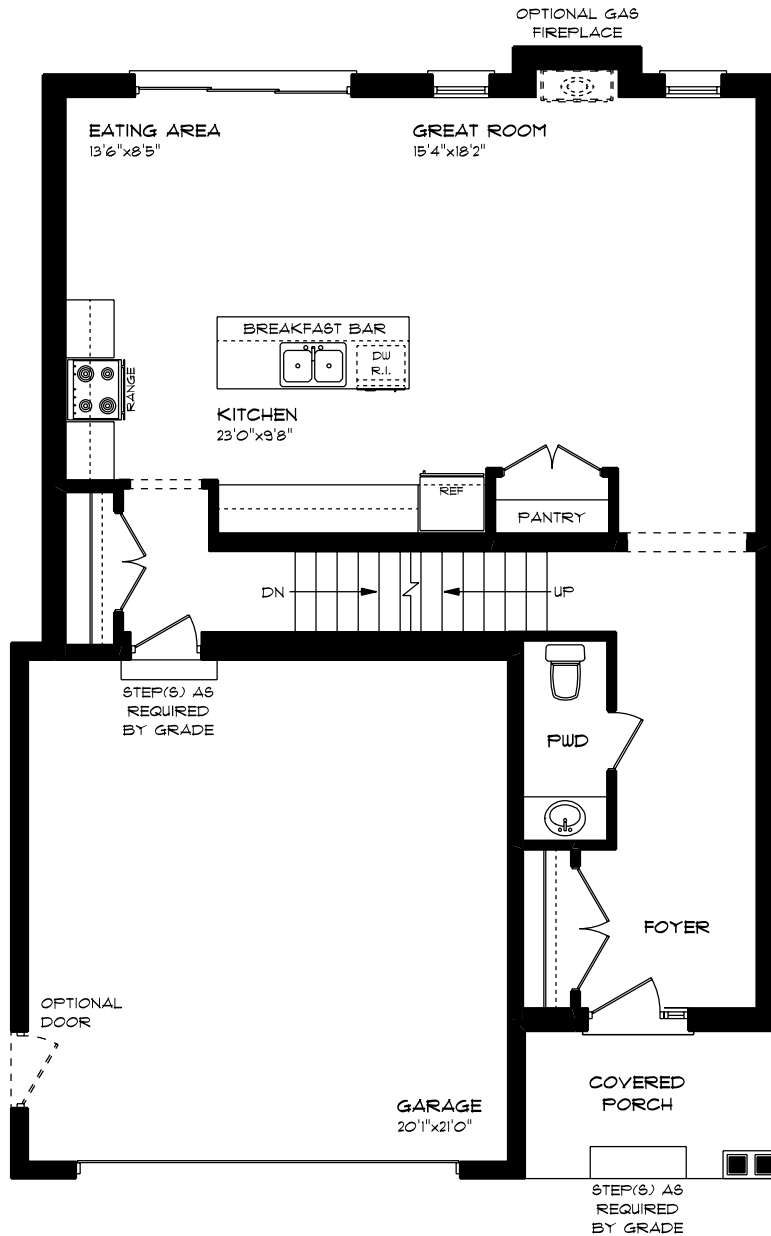 OPTIONAL GAS
FIREPLACE
EATING AREA
13'6"x8'5"
GREAT ROOM
15'4"x18'2"
BREAKFAST BAR
DW
R.I.
RANGE
KITCHEN
23'0"x9'8"
REF
PANTRY
DN
UP
STEP(S) AS
REQUIRED
BY GRADE
PWD
FOYER
OPTIONAL
DOOR
COVERED
PORCH
GARAGE
20'1"x21'0"
STEP(S) AS
REQUIRED
BY GRADE